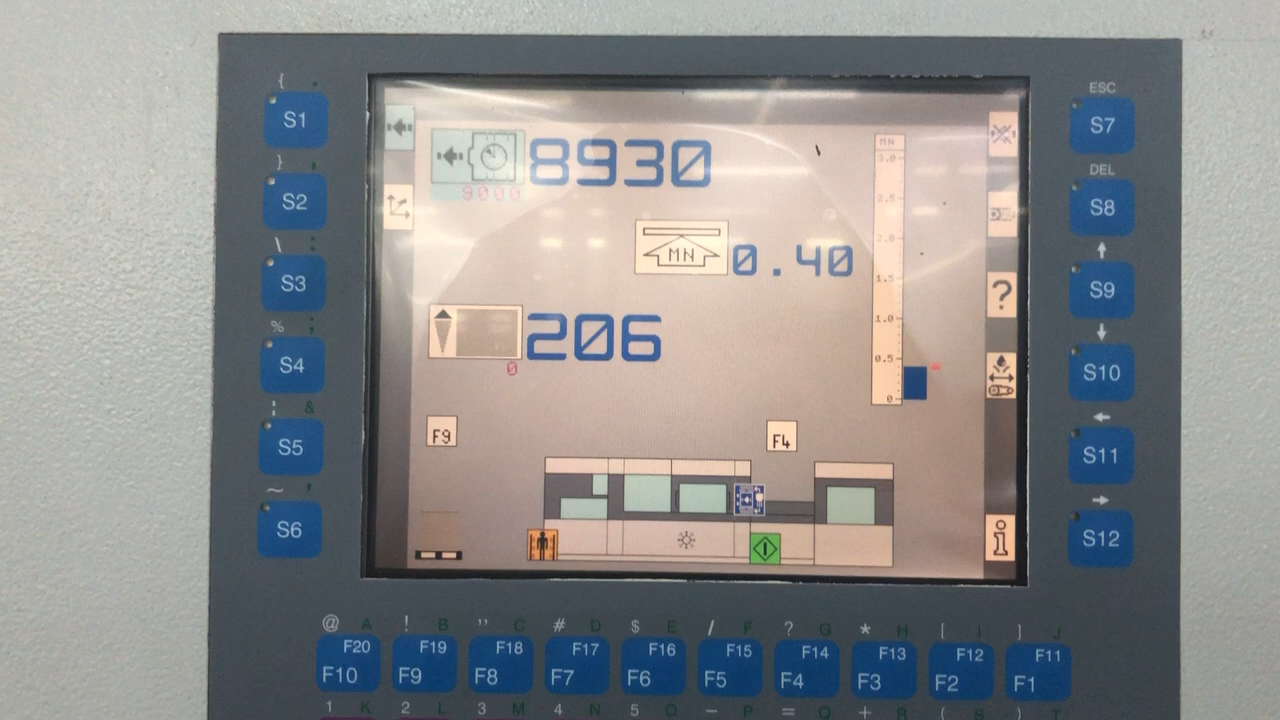 { .
S1
} ,
S2
\ :
S3
% ;
S4
¦ &
S5
~ '
S6
8930
9000
MN
0.40
206
0
MN
3.0
2.5
2.0
1.5
1.0
0.5
0
?
i
F9
F4
ESC
S7
DEL
S8
S9
S10
S11
S12
@ A ! B " C # D $ E / F ? G * H [ I ] J
F20 F19 F18 F17 F16 F15 F14 F13 F12 F11
F10 F9 F8 F7 F6 F5 F4 F3 F2 F1
1 K 2 L 3 M 4 N 5 O – P = Q + R ( S ) T